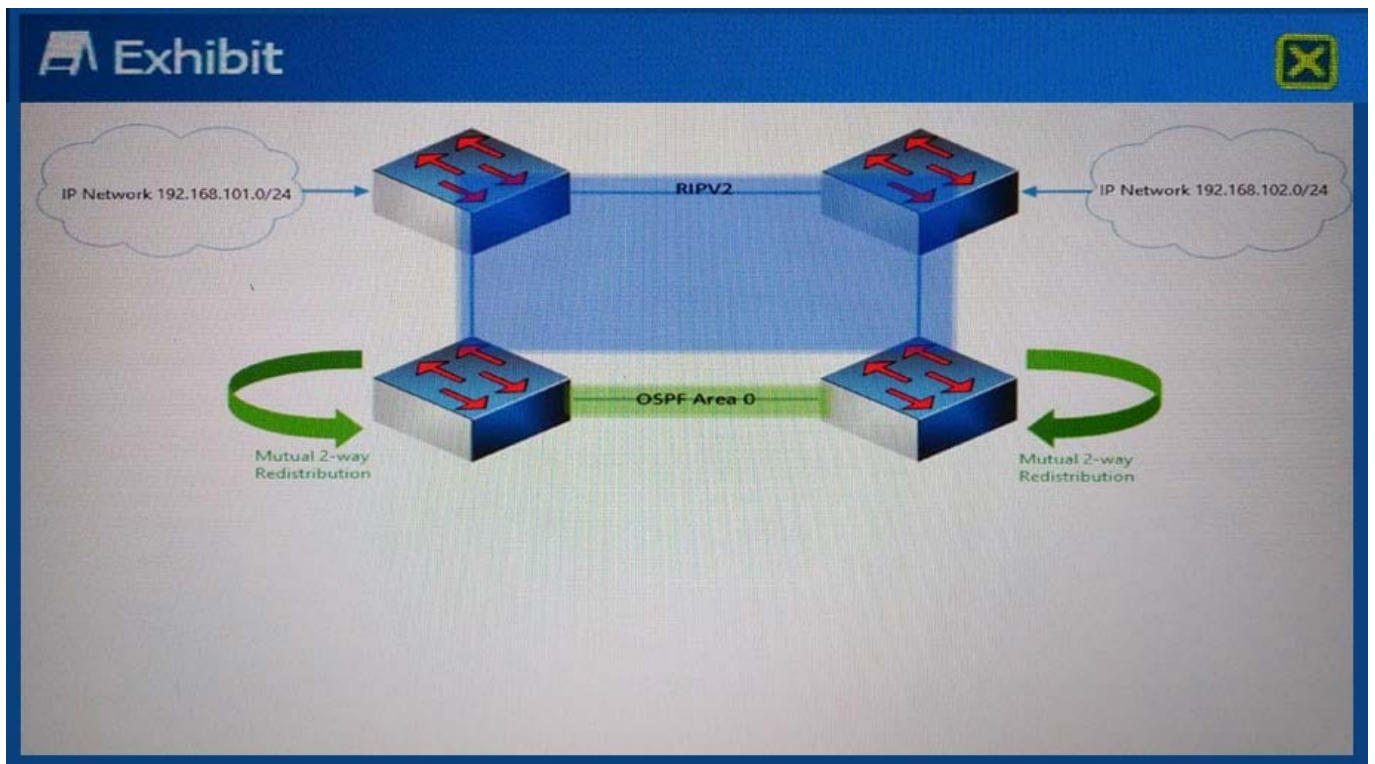 Exhibit
IP Network 192.168.101.0/24
RIPV2
IP Network 192.168.102.0/24
OSPF Area 0
Mutual 2-way
Redistribution
Mutual 2-way
Redistribution